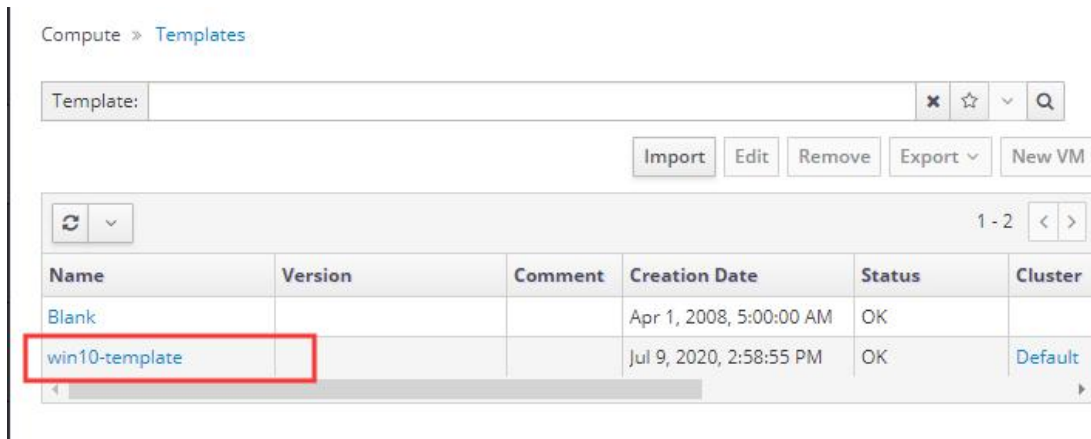 Compute » Templates
Template:
Import Edit Remove Export New VM
1 - 2
Name Version Comment Creation Date Status Cluster
Blank Apr 1, 2008, 5:00:00 AM OK
win10-template Jul 9, 2020, 2:58:55 PM OK Default